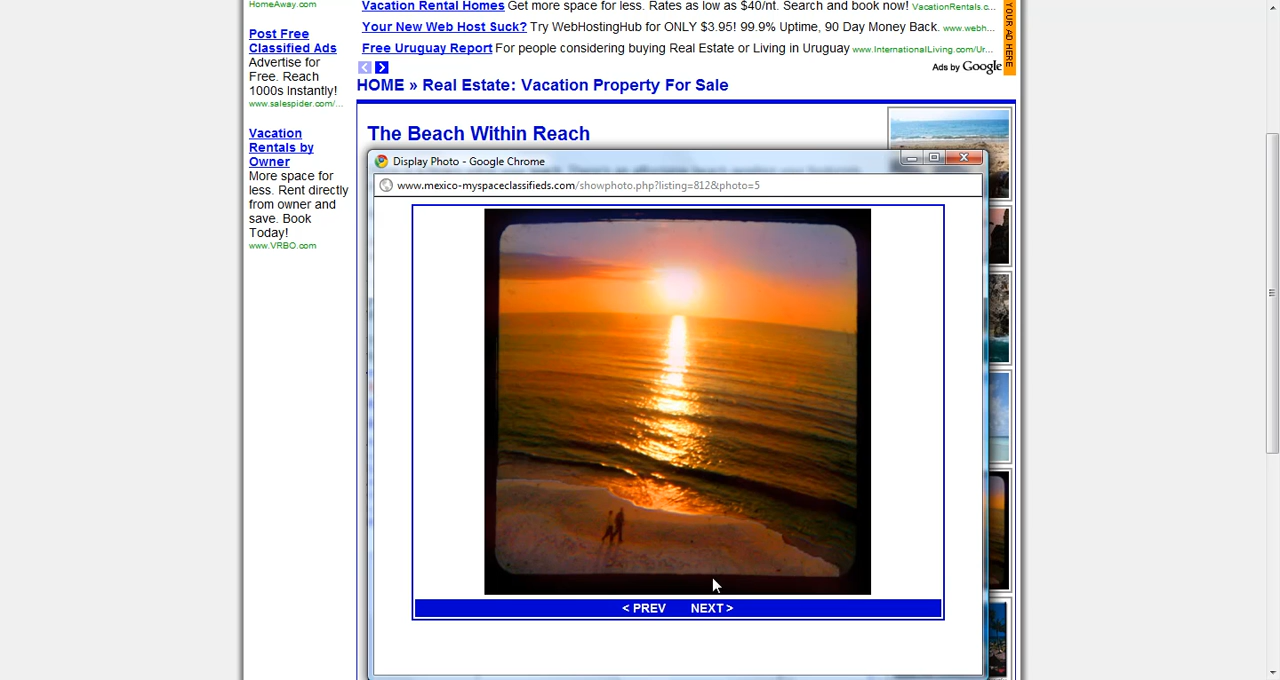 HomeAway.com
Post Free
Classified Ads
Advertise for
Free. Reach
1000s Instantly!
www.salespider.com/...
Vacation
Rentals by
Owner
More space for
less. Rent directly
from owner and
save. Book
Today!
www.VRBO.com
Vacation Rental Homes Get more space for less. Rates as low as $40/nt. Search and book now! VacationRentals.c...
Your New Web Host Suck? Try WebHostingHub for ONLY $3.95! 99.9% Uptime, 90 Day Money Back. www.webh...
Free Uruguay Report For people considering buying Real Estate or Living in Uruguay www.InternationalLiving.com/Ur...
Ads by Google
YOUR AD HERE
HOME » Real Estate: Vacation Property For Sale
The Beach Within Reach
Display Photo - Google Chrome
www.mexico-myspaceclassifieds.com/showphoto.php?listing=812&photo=5
< PREV NEXT >